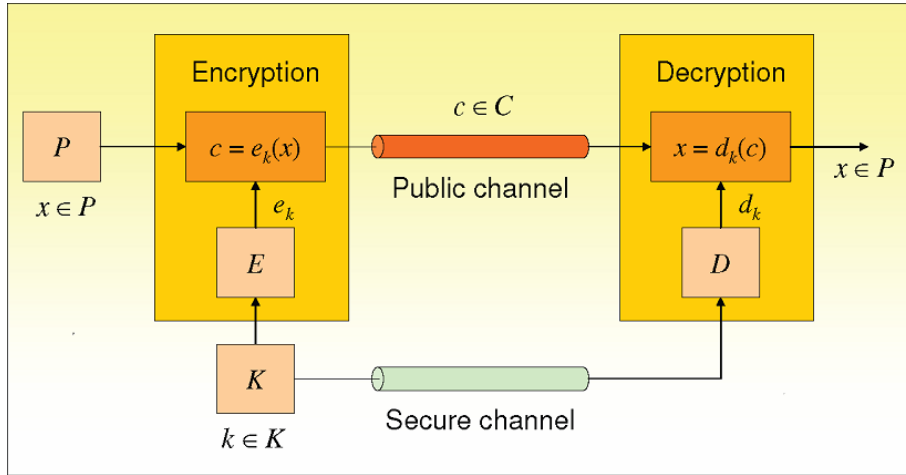 Encryption
Decryption
c ∈ C
P
c = e_k(x)
x = d_k(c)
Public channel
x ∈ P
x ∈ P
e_k
d_k
E
D
K
Secure channel
k ∈ K